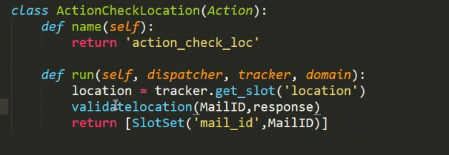 class ActionCheckLocation(Action):
def name(self):
return 'action_check_loc'
def run(self, dispatcher, tracker, domain):
location = tracker.get_slot('location')
validatelocation(MailID,response)
return [SlotSet('mail_id',MailID)]